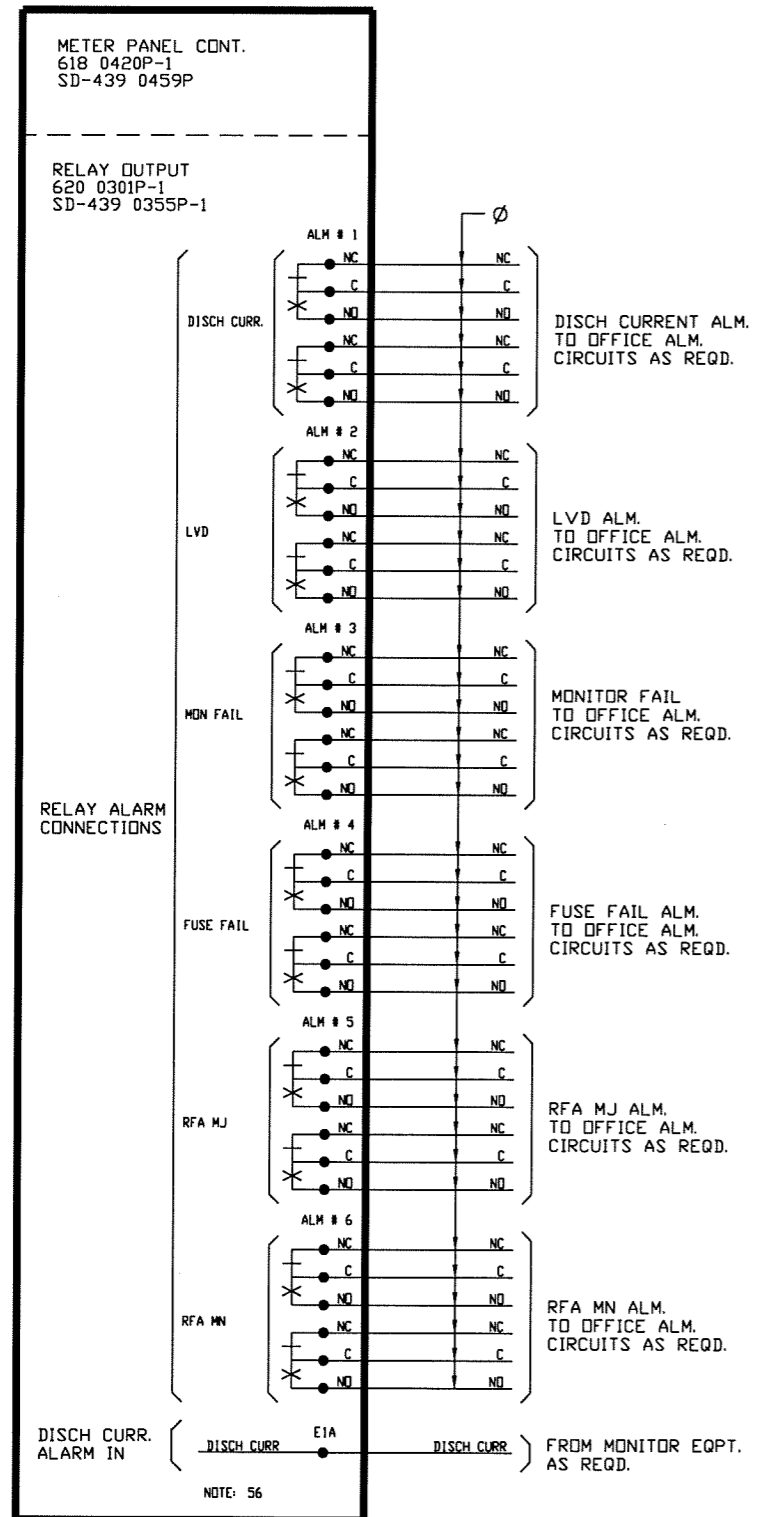 METER PANEL CONT.
618 0420P-1
SD-439 0459P
RELAY OUTPUT
620 0301P-1
SD-439 0355P-1
Ø
ALM # 1
NC NC
C C
DISCH CURR. NO NO
NC NC
C C
NO NO
DISCH CURRENT ALM.
TO OFFICE ALM.
CIRCUITS AS REQD.
ALM # 2
NC NC
C C
NO NO
LVD
NC NC
C C
NO NO
LVD ALM.
TO OFFICE ALM.
CIRCUITS AS REQD.
ALM # 3
NC NC
C C
NO NO
MON FAIL
NC NC
C C
NO NO
MONITOR FAIL
TO OFFICE ALM.
CIRCUITS AS REQD.
RELAY ALARM
CONNECTIONS
ALM # 4
NC NC
C C
NO NO
FUSE FAIL
NC NC
C C
NO NO
FUSE FAIL ALM.
TO OFFICE ALM.
CIRCUITS AS REQD.
ALM # 5
NC NC
C C
NO NO
RFA MJ
NC NC
C C
NO NO
RFA MJ ALM.
TO OFFICE ALM.
CIRCUITS AS REQD.
ALM # 6
NC NC
C C
NO NO
RFA MN
NC NC
C C
NO NO
RFA MN ALM.
TO OFFICE ALM.
CIRCUITS AS REQD.
DISCH CURR.
ALARM IN
DISCH CURR E1A DISCH CURR
FROM MONITOR EQPT.
AS REQD.
NOTE: 56